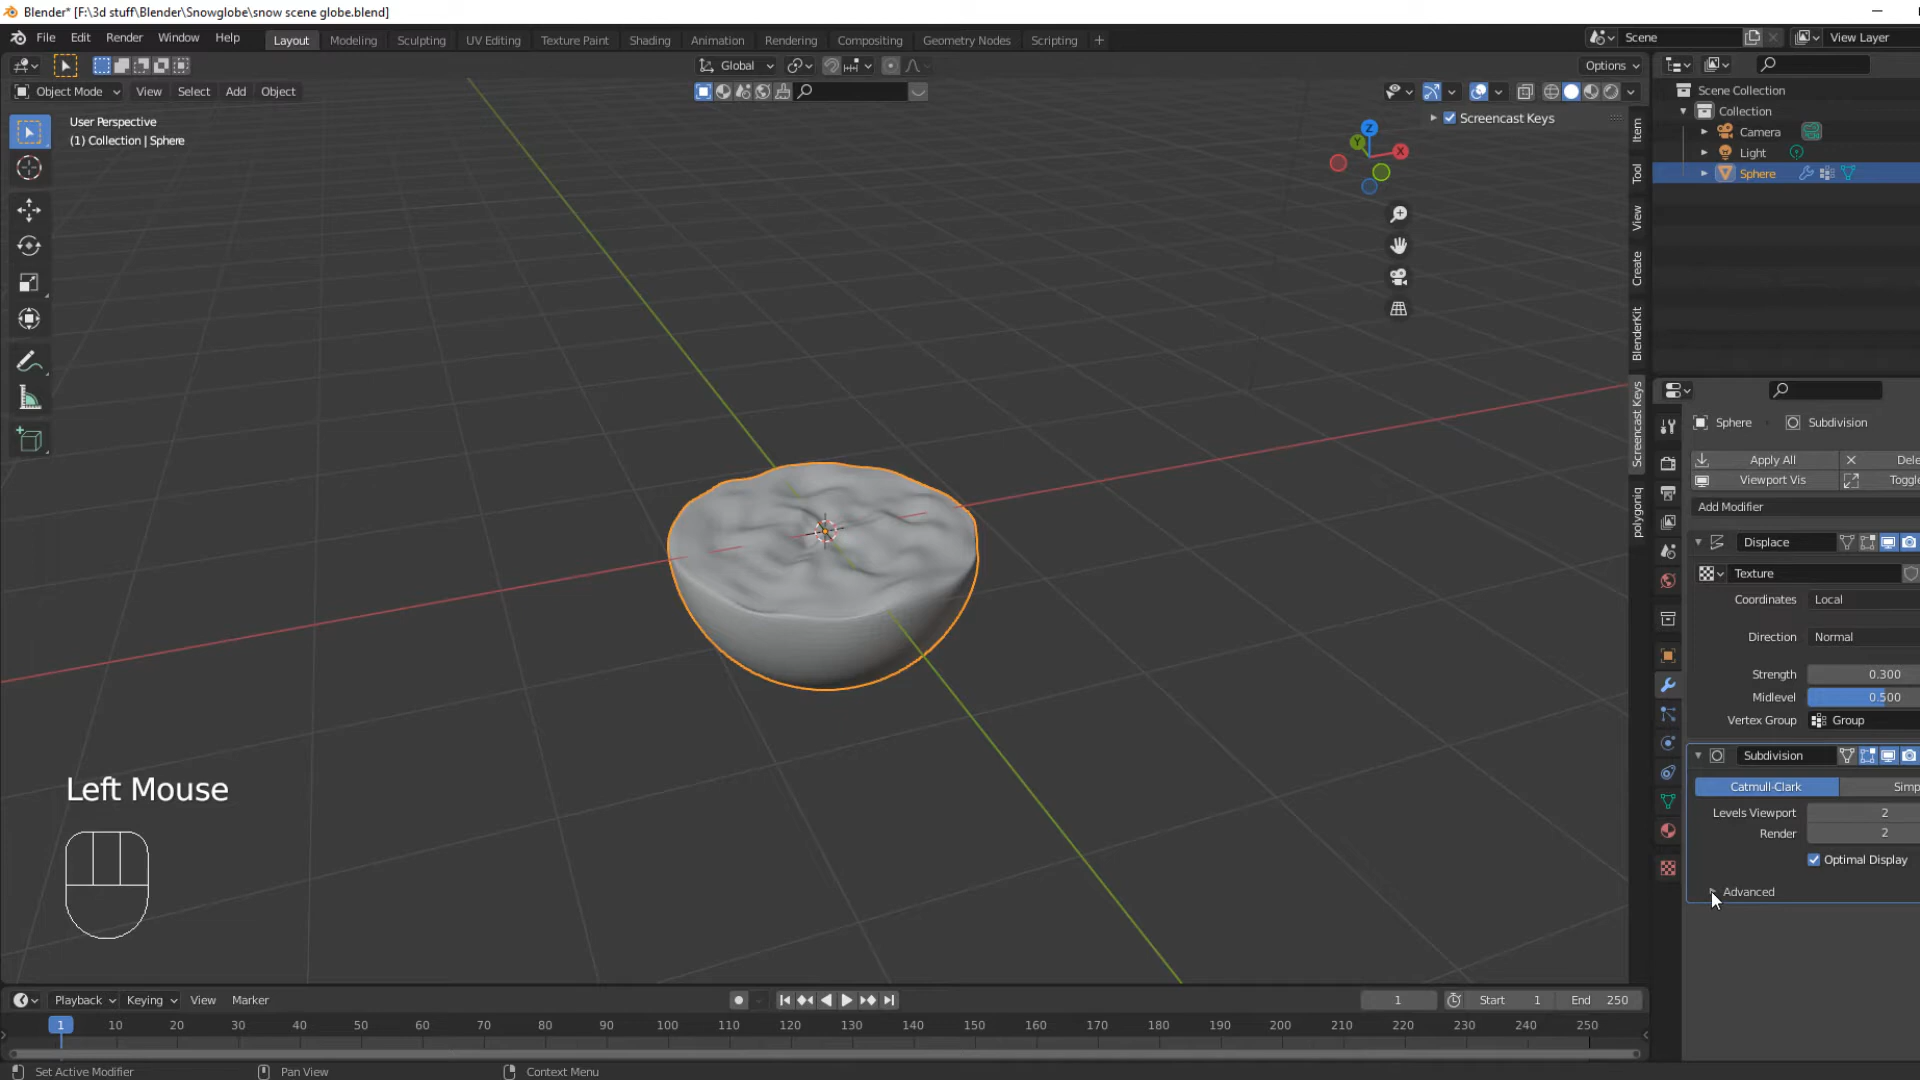 Blender* [F:\3d stuff\Blender\Snowglobe\snow scene globe.blend]
File Edit Render Window Help Layout Modeling Sculpting UV Editing Texture Paint Shading Animation Rendering Compositing Geometry Nodes Scripting + Scene View Layer
Global Options
Object Mode View Select Add Object
User Perspective
(1) Collection | Sphere
Screencast Keys
Z
Y
X
Item
Tool
View
Create
BlenderKit
Screencast Keys
polygoniq
Left Mouse
Scene Collection
Collection
Camera
Light
Sphere
Sphere Subdivision
Apply All Dele
Viewport Vis Toggle
Add Modifier
Displace
Texture
Coordinates Local
Direction Normal
Strength 0.300
Midlevel 0.500
Vertex Group Group
Subdivision
Catmull-Clark Simp
Levels Viewport 2
Render 2
Optimal Display
Advanced
Playback Keying View Marker 1 Start 1 End 250
1 10 20 30 40 50 60 70 80 90 100 110 120 130 140 150 160 170 180 190 200 210 220 230 240 250
Set Active Modifier Pan View Context Menu